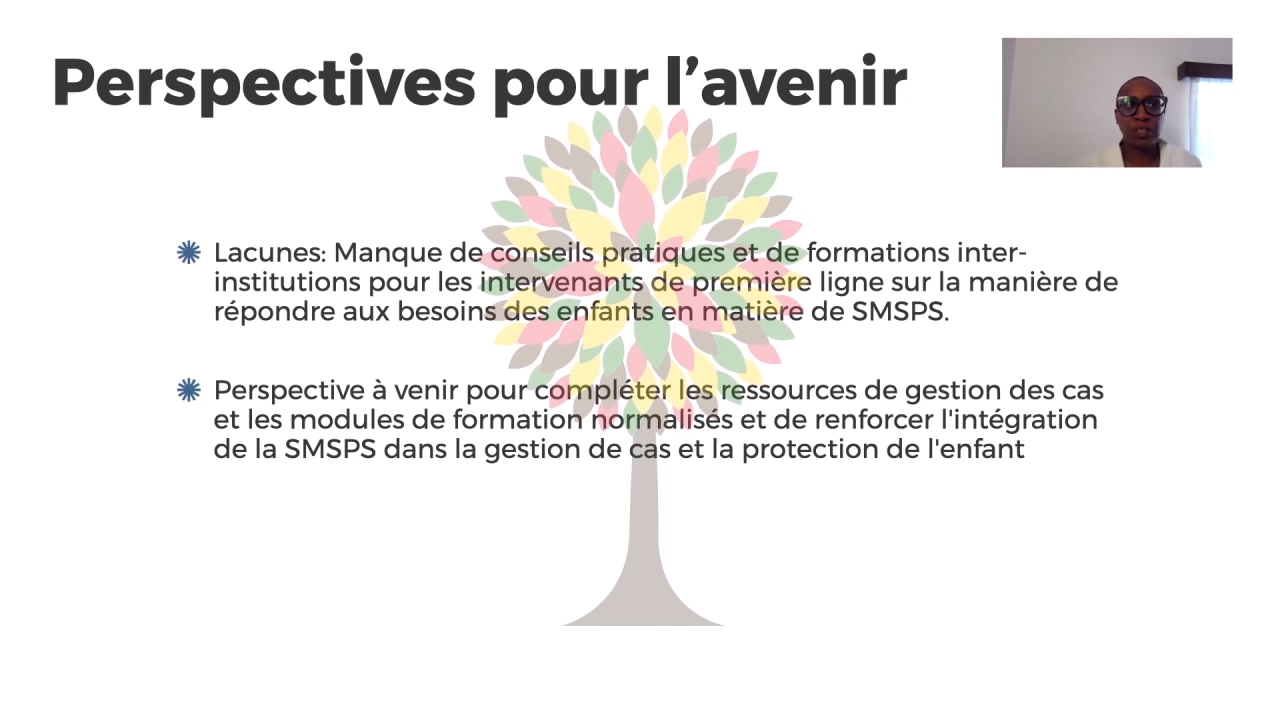 Perspectives pour l’avenir
Lacunes: Manque de conseils pratiques et de formations inter-
institutions pour les intervenants de première ligne sur la manière de
répondre aux besoins des enfants en matière de SMSPS.
Perspective à venir pour compléter les ressources de gestion des cas
et les modules de formation normalisés et de renforcer l'intégration
de la SMSPS dans la gestion de cas et la protection de l'enfant